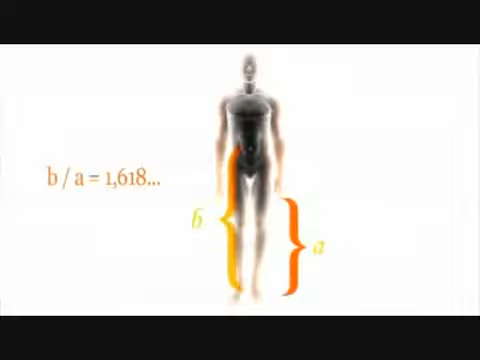 b / a = 1,618...
b
a